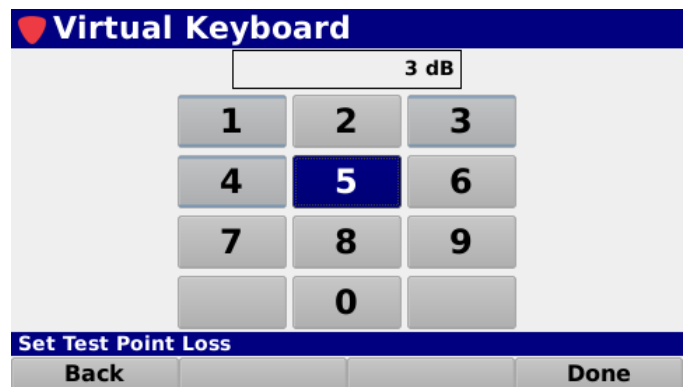 Virtual Keyboard
3 dB
1 2 3
4 5 6
7 8 9
0
Set Test Point Loss
Back Done